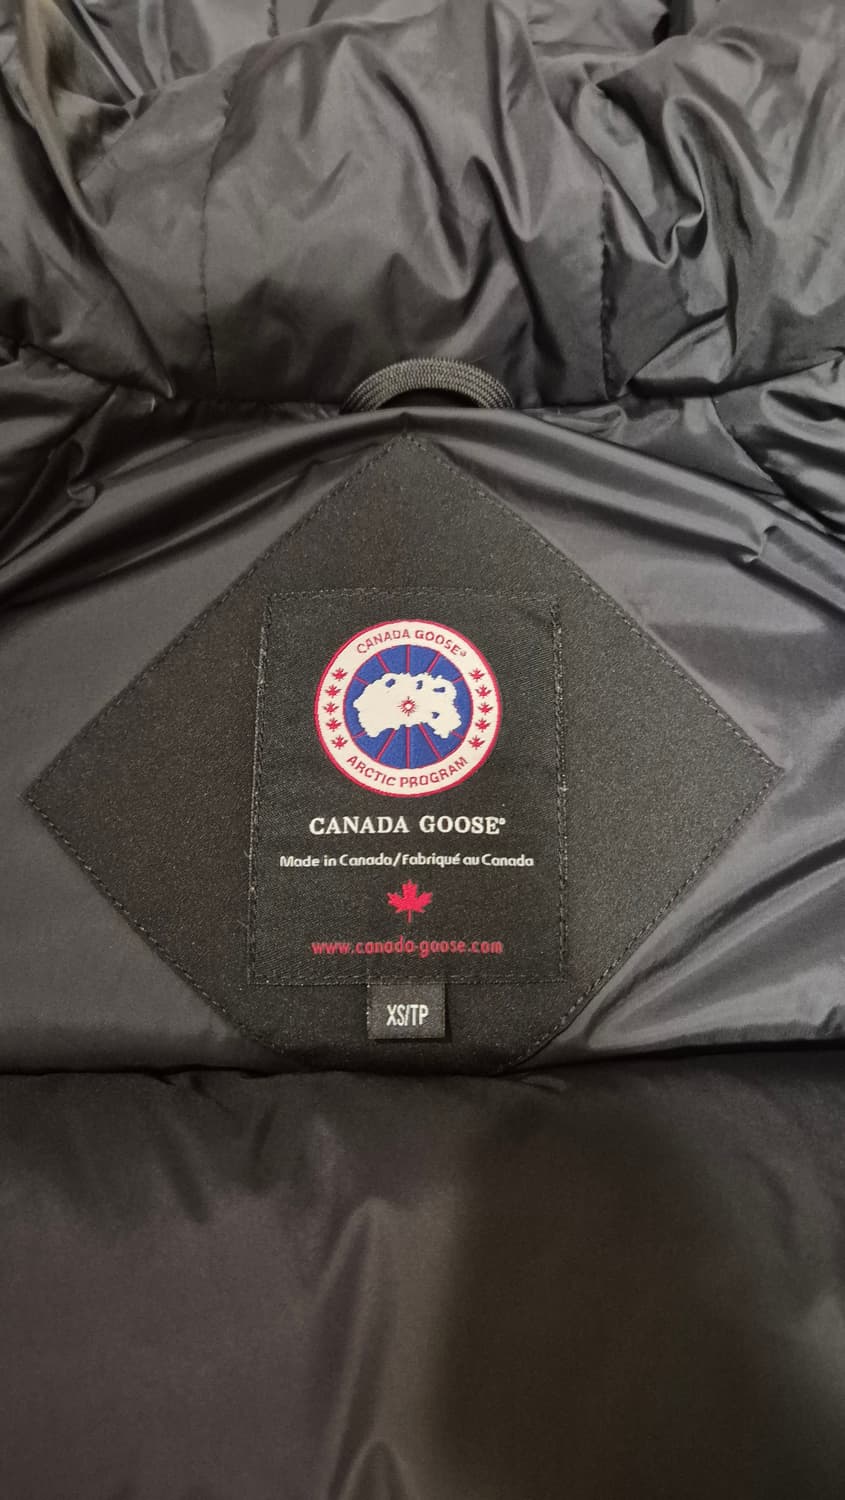 CANADA GOOSE®
ARCTIC PROGRAM
CANADA GOOSE®
Made in Canada/Fabriqué au Canada
www.canada-goose.com
XS/TP